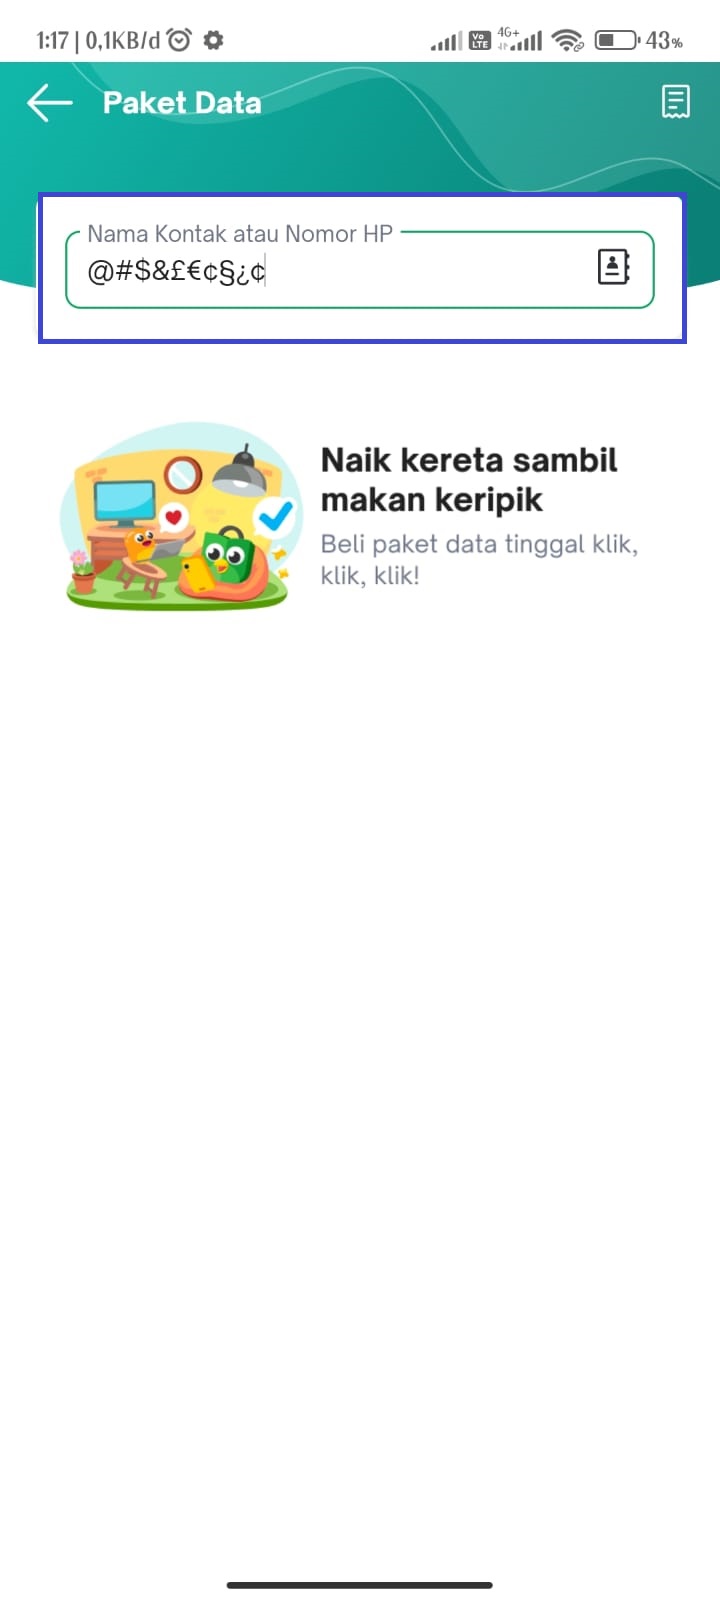 1:17 | 0,1KB/d
Vo LTE
4G+
43%
Paket Data
Nama Kontak atau Nomor HP
@#$&£€¢§¿¢
Naik kereta sambil
makan keripik
Beli paket data tinggal klik,
klik, klik!